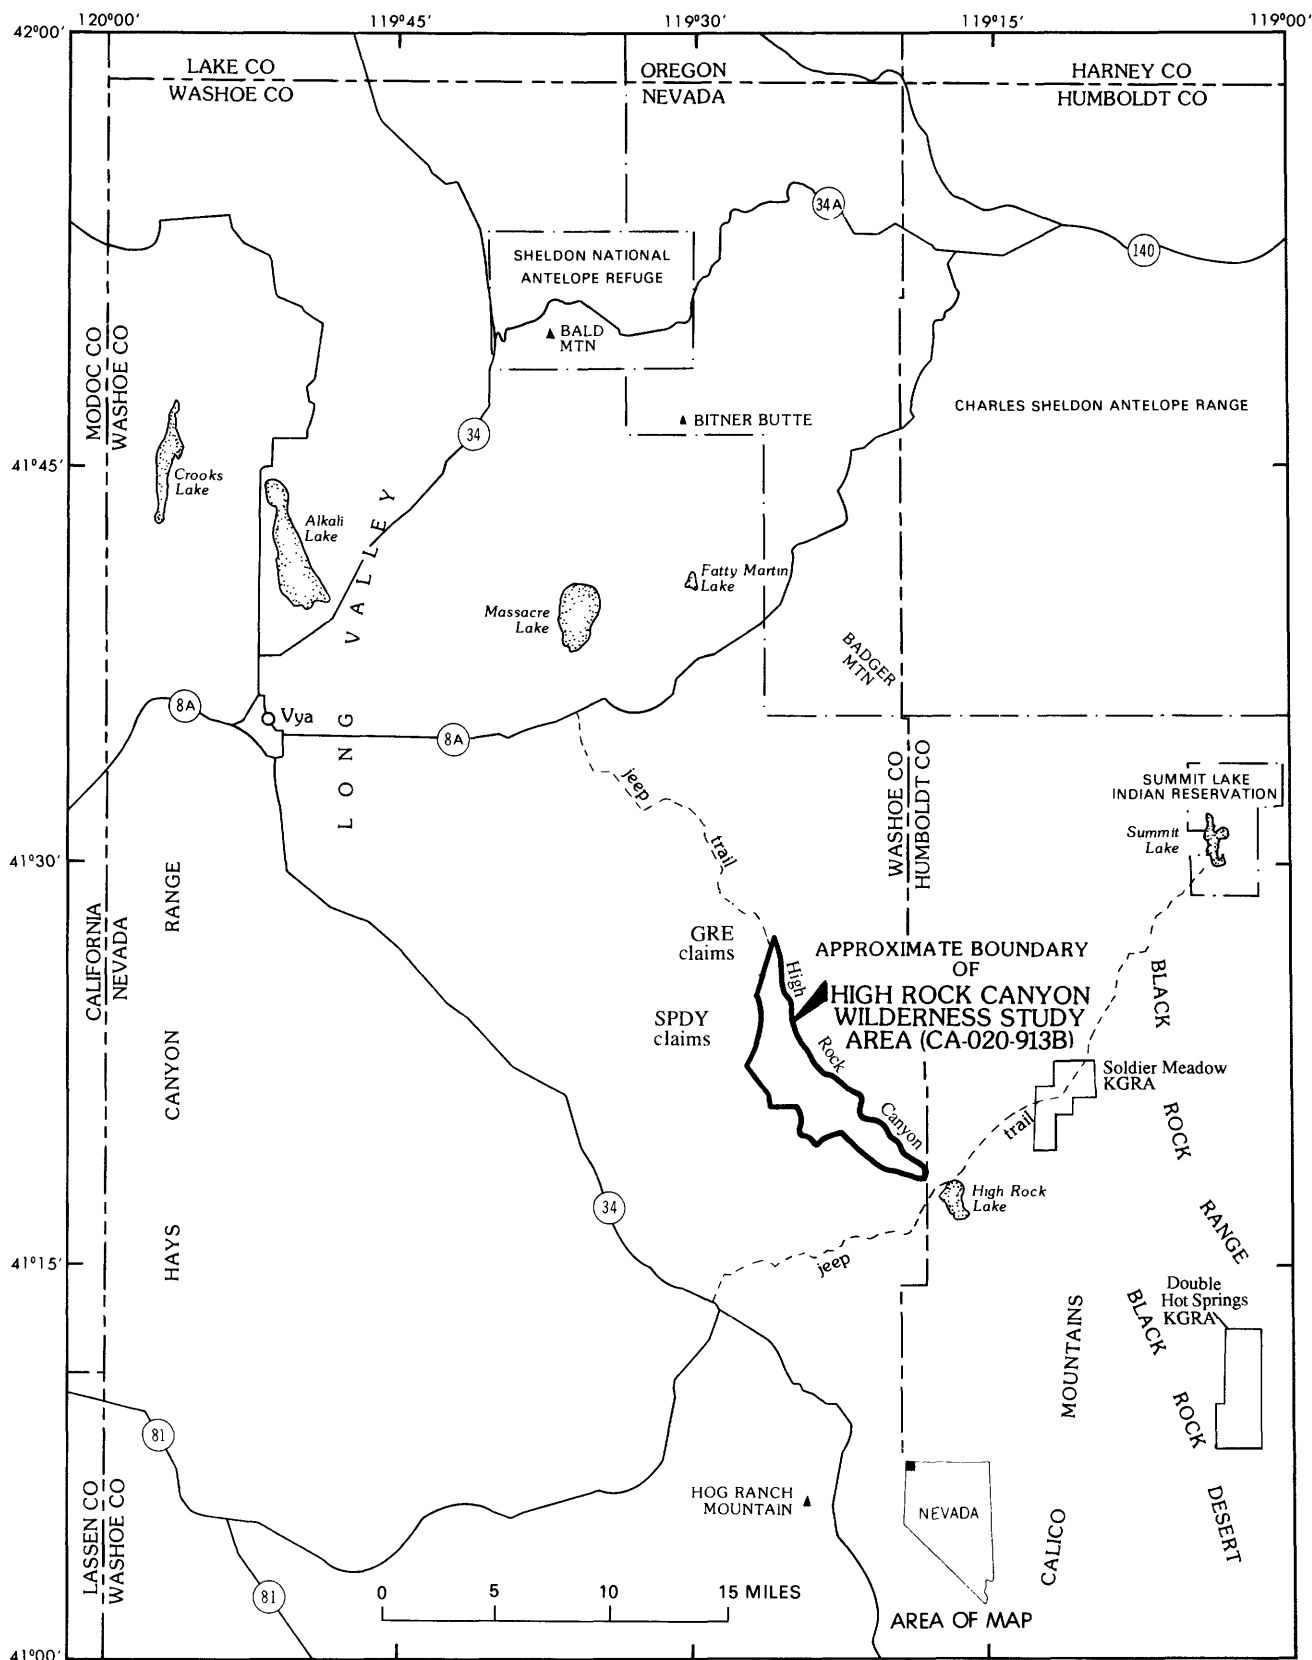 120°00' 119°45' 119°30' 119°15' 119°00'
42°00'
LAKE CO
WASHOE CO
OREGON
NEVADA
HARNEY CO
HUMBOLDT CO
34A
140
SHELDON NATIONAL
ANTELOPE REFUGE
BALD
MTN
MODOC CO
WASHOE CO
CHARLES SHELDON ANTELOPE RANGE
BITNER BUTTE
34
41°45'
Crooks
Lake
Alkali
Lake
LONG VALLEY
Fatty Martin
Lake
Massacre
Lake
BADGER
MTN
8A
Vya
8A
jeep
trail
WASHOE CO
HUMBOLDT CO
SUMMIT LAKE
INDIAN RESERVATION
Summit
Lake
41°30'
HAYS CANYON RANGE
CALIFORNIA
NEVADA
GRE
claims
APPROXIMATE BOUNDARY
OF
HIGH ROCK CANYON
WILDERNESS STUDY
AREA (CA-020-913B)
High Rock Canyon
SPDY
claims
BLACK ROCK RANGE
Soldier Meadow
KGRA
trail
High Rock
Lake
34
41°15'
jeep
Double
Hot Springs
KGRA
BLACK ROCK DESERT
CALICO MOUNTAINS
81
HOG RANCH
MOUNTAIN
NEVADA
LASSEN CO
WASHOE CO
81
0 5 10 15 MILES
AREA OF MAP
41°00'